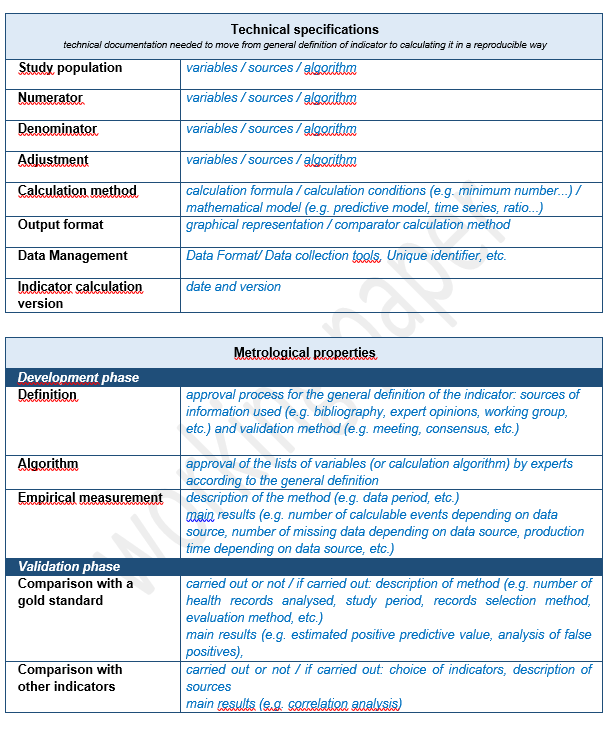 Technical specifications
technical documentation needed to move from general definition of indicator to calculating it in a reproducible way
Study population
variables / sources / algorithm
Numerator
variables / sources / algorithm
Denominator
variables / sources / algorithm
Adjustment
variables / sources / algorithm
Calculation method
calculation formula / calculation conditions (e.g. minimum number...) /
mathematical model (e.g. predictive model, time series, ratio...)
Output format
graphical representation / comparator calculation method
Data Management
Data Format/ Data collection tools, Unique identifier, etc.
Indicator calculation
version
date and version
Metrological properties
Development phase
Definition
approval process for the general definition of the indicator: sources of
information used (e.g. bibliography, expert opinions, working group,
etc.) and validation method (e.g. meeting, consensus, etc.)
Algorithm
approval of the lists of variables (or calculation algorithm) by experts
according to the general definition
Empirical measurement
description of the method (e.g. data period, etc.)
main results (e.g. number of calculable events depending on data
source, number of missing data depending on data source, production
time depending on data source, etc.)
Validation phase
Comparison with a
gold standard
carried out or not / if carried out: description of method (e.g. number of
health records analysed, study period, records selection method,
evaluation method, etc.)
main results (e.g. estimated positive predictive value, analysis of false
positives),
Comparison with
other indicators
carried out or not / if carried out: choice of indicators, description of
sources
main results (e.g. correlation analysis)
working paper